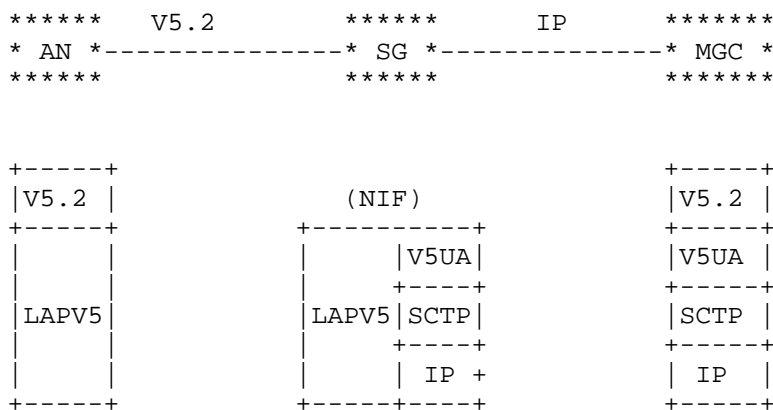 ******   V5.2        ******      IP       *******
* AN *---------------* SG *--------------* MGC *
******               ******              *******
+-----+                                  +-----+
|V5.2 |              (NIF)               |V5.2 |
+-----+           +----------+           +-----+
|     |           |     |V5UA|           |V5UA |
|     |           |     +----+           +-----+
|LAPV5|           |LAPV5|SCTP|           |SCTP |
|     |           |     +----+           +-----+
|     |           |     | IP +           | IP  |
+-----+           +-----+----+           +-----+